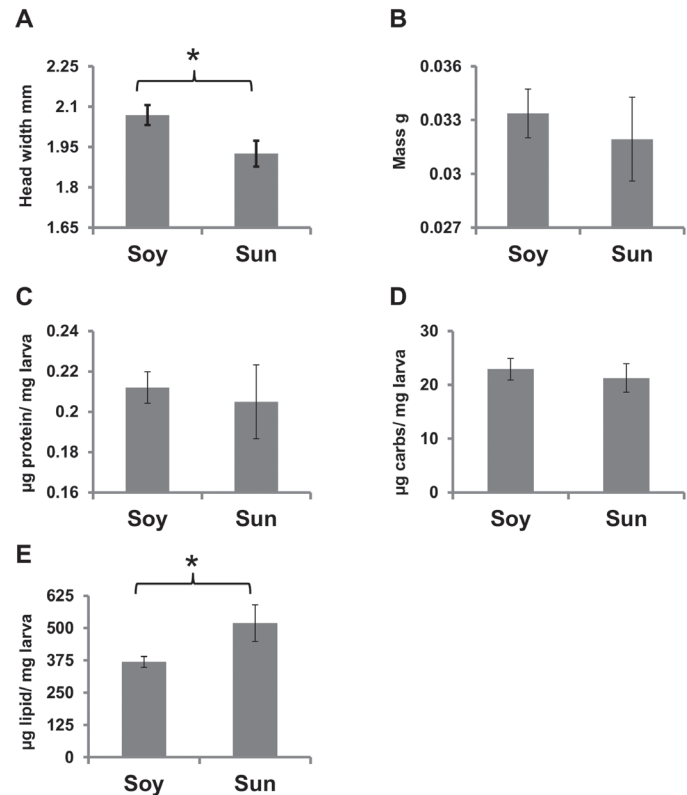 A
*
Head width mm
2.25
2.1
1.95
1.8
1.65
Soy Sun
B
Mass g
0.036
0.033
0.03
0.027
Soy Sun
C
µg protein/ mg larva
0.24
0.22
0.2
0.18
0.16
Soy Sun
D
µg carbs/ mg larva
30
20
10
0
Soy Sun
E
*
µg lipid/ mg larva
625
500
375
250
125
0
Soy Sun